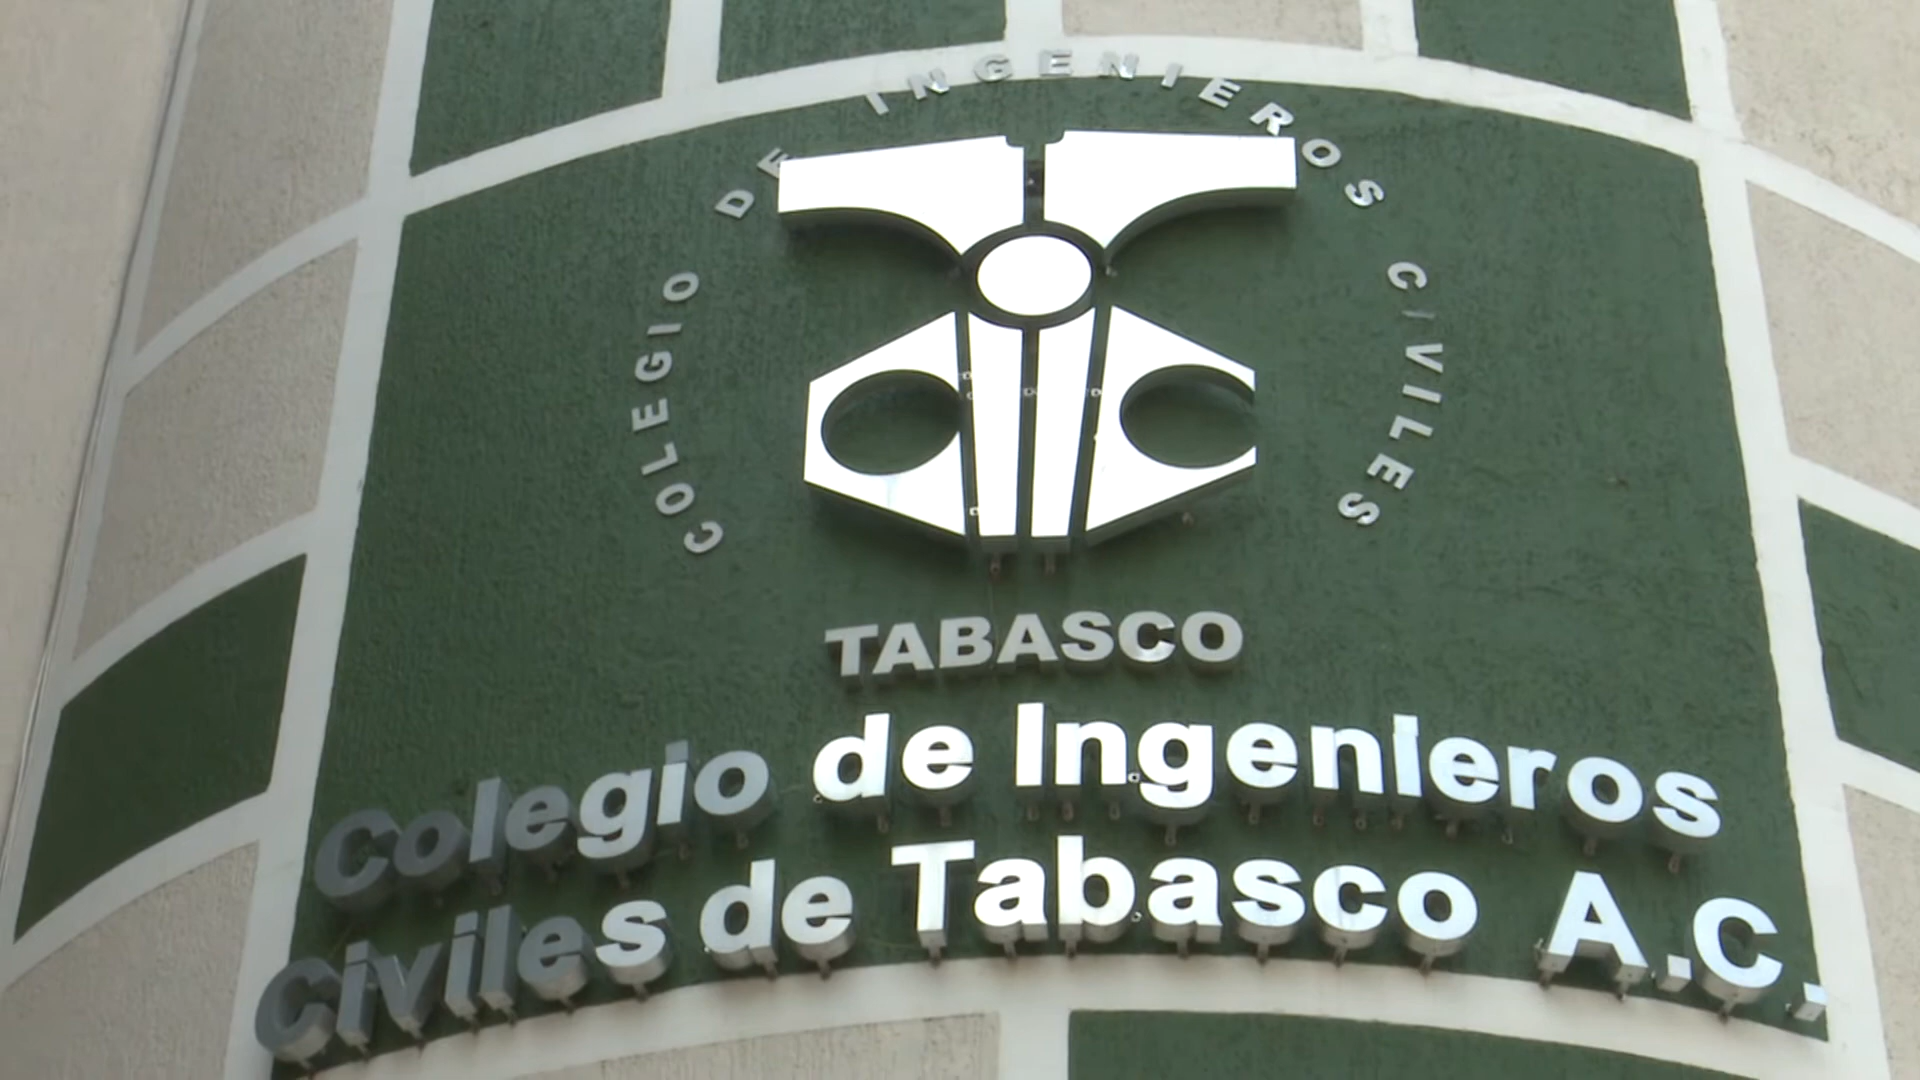 COLEGIO DE INGENIEROS CIVILES
TABASCO
Colegio de Ingenieros
Civiles de Tabasco A.C.